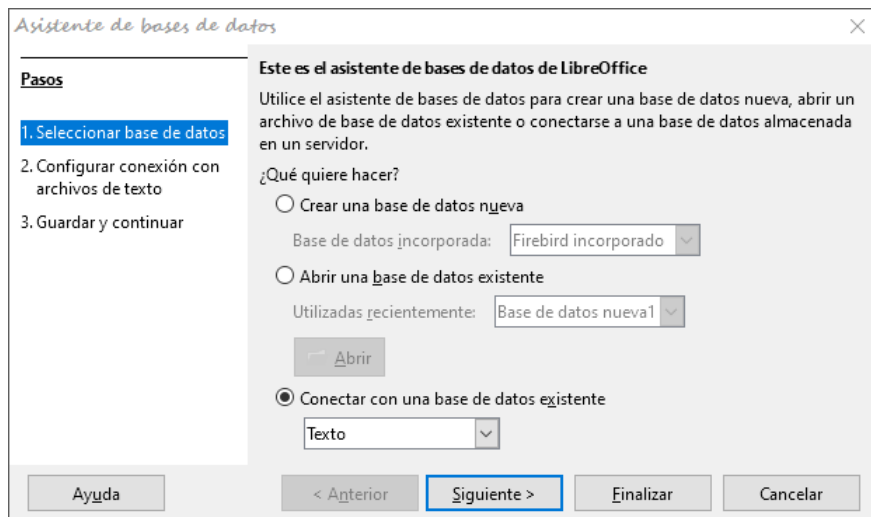 Asistente de bases de datos
Pasos
1. Seleccionar base de datos
2. Configurar conexión con
archivos de texto
3. Guardar y continuar
Este es el asistente de bases de datos de LibreOffice
Utilice el asistente de bases de datos para crear una base de datos nueva, abrir un
archivo de base de datos existente o conectarse a una base de datos almacenada
en un servidor.
¿Qué quiere hacer?
Crear una base de datos nueva
Base de datos incorporada: Firebird incorporado
Abrir una base de datos existente
Utilizadas recientemente: Base de datos nueva1
Abrir
Conectar con una base de datos existente
Texto
Ayuda < Anterior Siguiente > Finalizar Cancelar